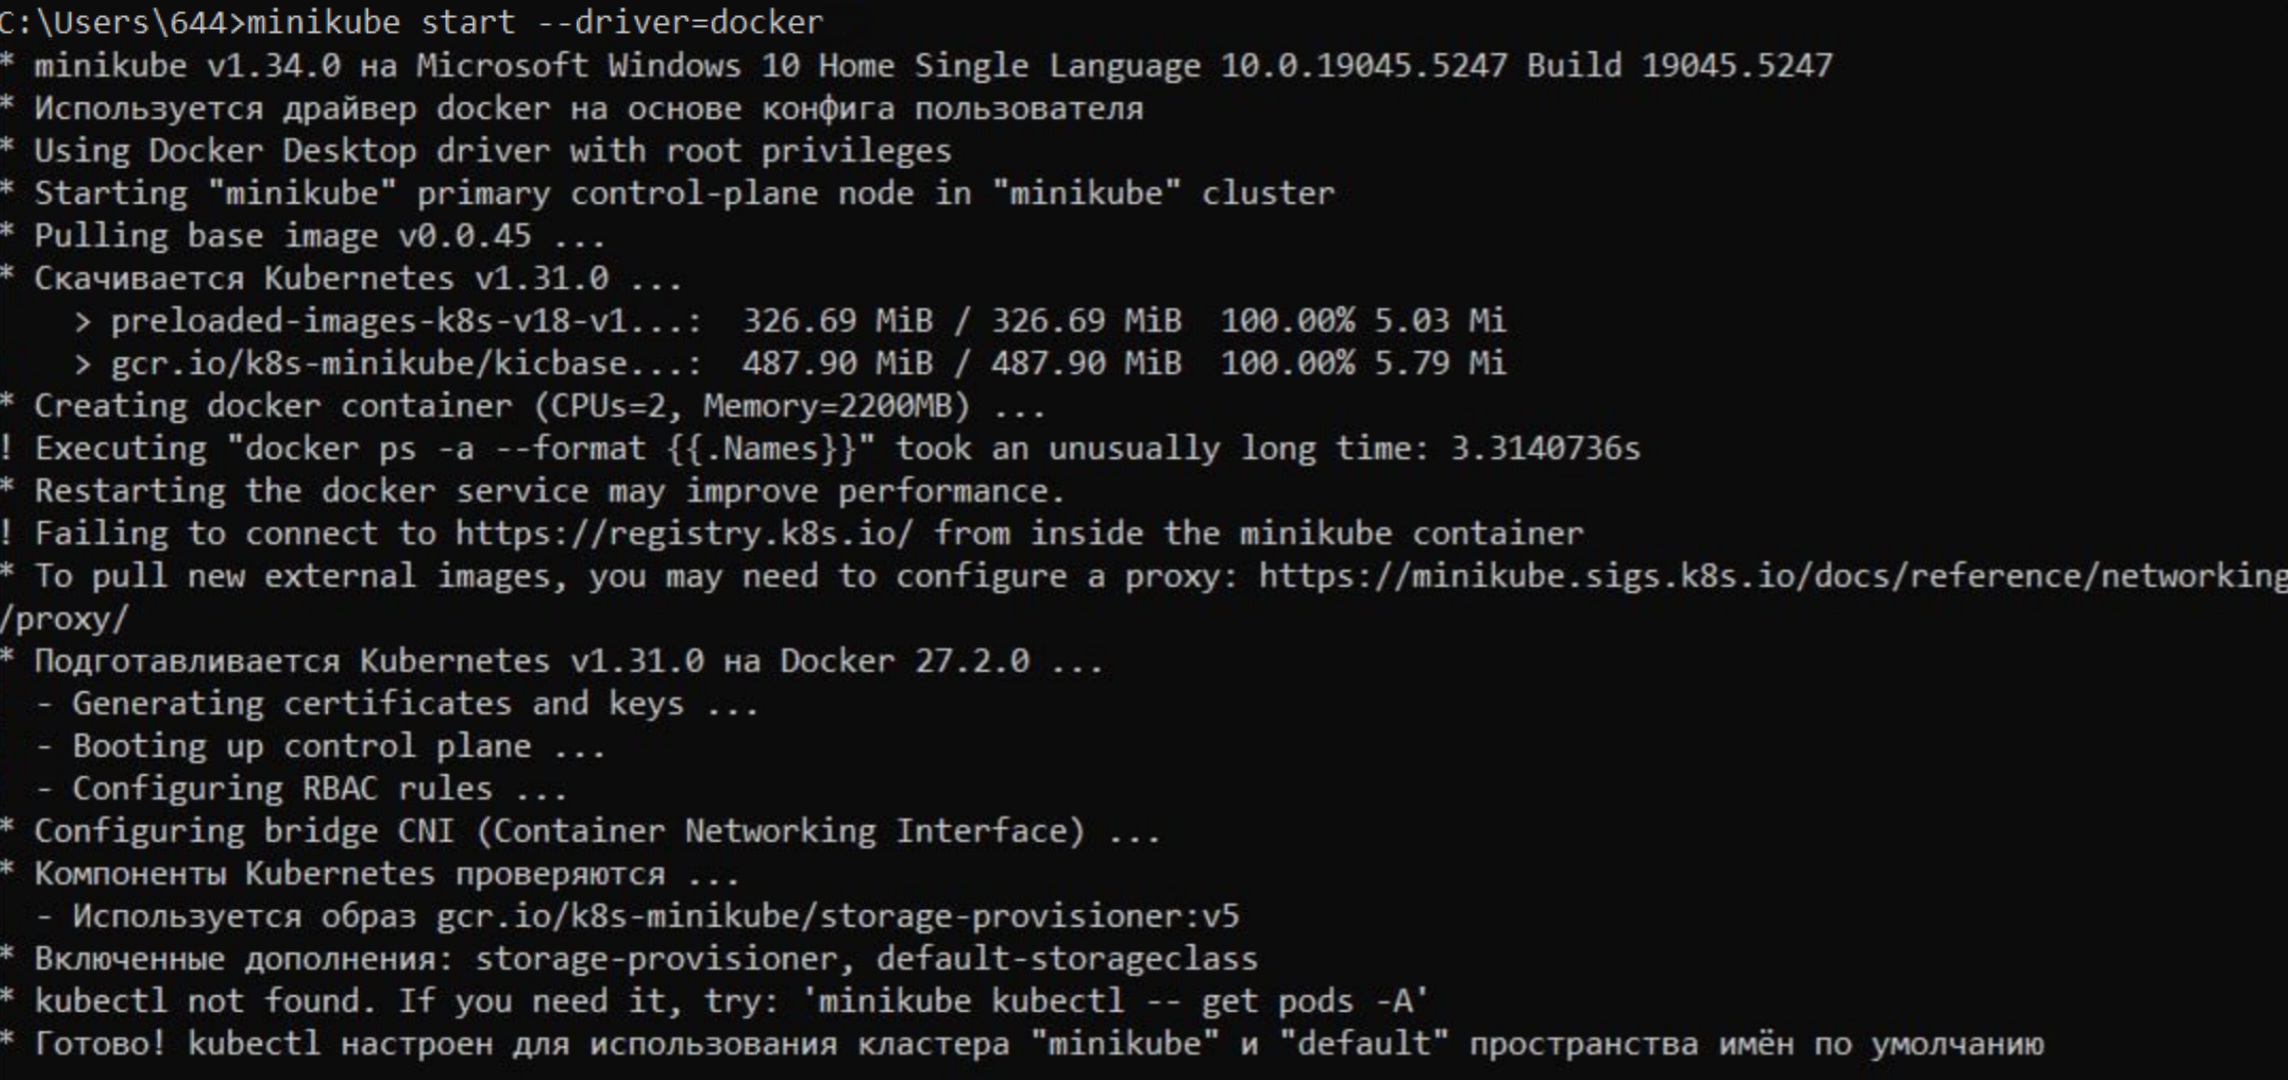 C:\Users\644>minikube start --driver=docker
* minikube v1.34.0 на Microsoft Windows 10 Home Single Language 10.0.19045.5247 Build 19045.5247
* Используется драйвер docker на основе конфига пользователя
* Using Docker Desktop driver with root privileges
* Starting "minikube" primary control-plane node in "minikube" cluster
* Pulling base image v0.0.45 ...
* Скачивается Kubernetes v1.31.0 ...
    > preloaded-images-k8s-v18-v1...:  326.69 MiB / 326.69 MiB  100.00% 5.03 Mi
    > gcr.io/k8s-minikube/kicbase...:  487.90 MiB / 487.90 MiB  100.00% 5.79 Mi
* Creating docker container (CPUs=2, Memory=2200MB) ...
! Executing "docker ps -a --format {{.Names}}" took an unusually long time: 3.3140736s
* Restarting the docker service may improve performance.
! Failing to connect to https://registry.k8s.io/ from inside the minikube container
* To pull new external images, you may need to configure a proxy: https://minikube.sigs.k8s.io/docs/reference/networking
/proxy/
* Подготавливается Kubernetes v1.31.0 на Docker 27.2.0 ...
  - Generating certificates and keys ...
  - Booting up control plane ...
  - Configuring RBAC rules ...
* Configuring bridge CNI (Container Networking Interface) ...
* Компоненты Kubernetes проверяются ...
  - Используется образ gcr.io/k8s-minikube/storage-provisioner:v5
* Включенные дополнения: storage-provisioner, default-storageclass
* kubectl not found. If you need it, try: 'minikube kubectl -- get pods -A'
* Готово! kubectl настроен для использования кластера "minikube" и "default" пространства имён по умолчанию